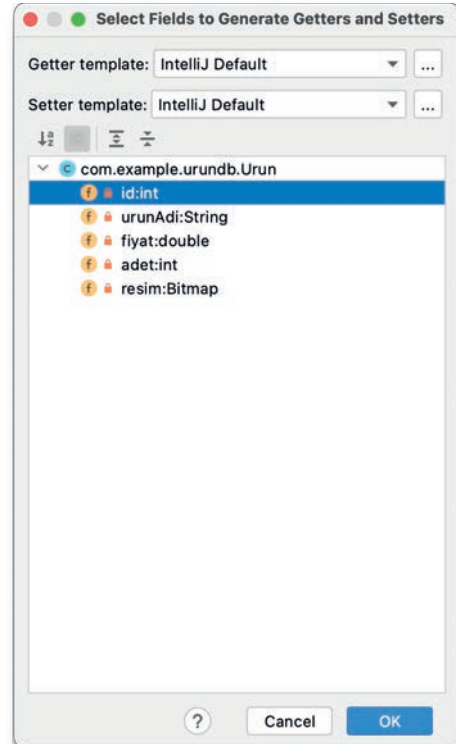 Select Fields to Generate Getters and Setters
Getter template: IntelliJ Default ...
Setter template: IntelliJ Default ...
com.example.urundb.Urun
id:int
urunAdi:String
fiyat:double
adet:int
resim:Bitmap
? Cancel OK